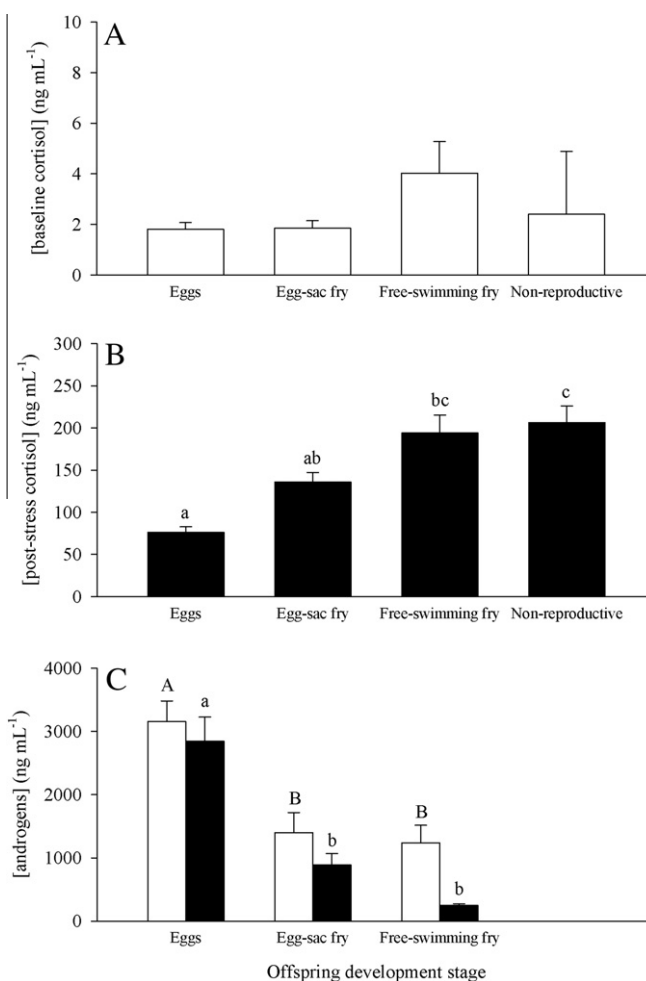 A
[baseline cortisol] (ng mL-1)
10
8
6
4
2
0
Eggs Egg-sac fry Free-swimming fry Non-reproductive
B
[post-stress cortisol] (ng mL-1)
300
250
200
150
100
50
0
a ab bc c
Eggs Egg-sac fry Free-swimming fry Non-reproductive
C
[androgens] (ng mL-1)
4000
3000
2000
1000
0
A a B b B b
Eggs Egg-sac fry Free-swimming fry
Offspring development stage